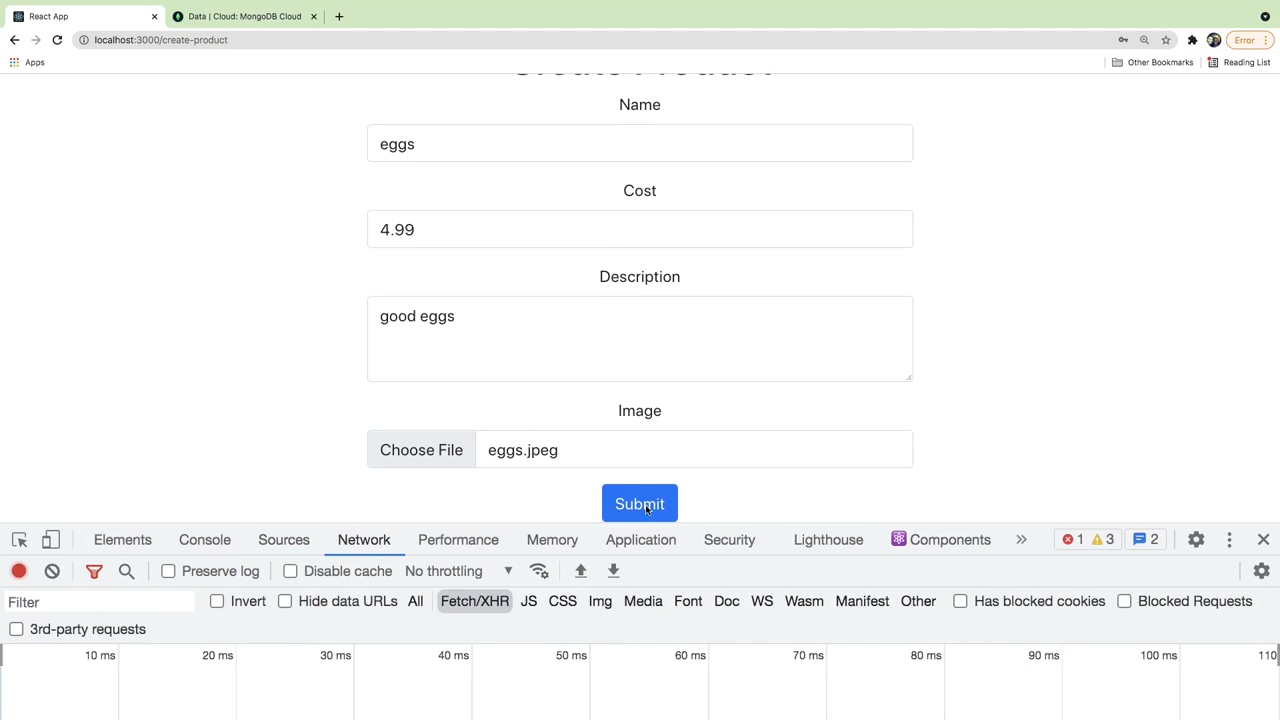 React App
Data | Cloud: MongoDB Cloud
localhost:3000/create-product
Error
Apps
Other Bookmarks
Reading List
Create Product
Name
eggs
Cost
4.99
Description
good eggs
Image
Choose File eggs.jpeg
Submit
Elements Console Sources Network Performance Memory Application Security Lighthouse Components » 1 3 2
Preserve log Disable cache No throttling
Filter Invert Hide data URLs All Fetch/XHR JS CSS Img Media Font Doc WS Wasm Manifest Other Has blocked cookies Blocked Requests
3rd-party requests
10 ms 20 ms 30 ms 40 ms 50 ms 60 ms 70 ms 80 ms 90 ms 100 ms 110